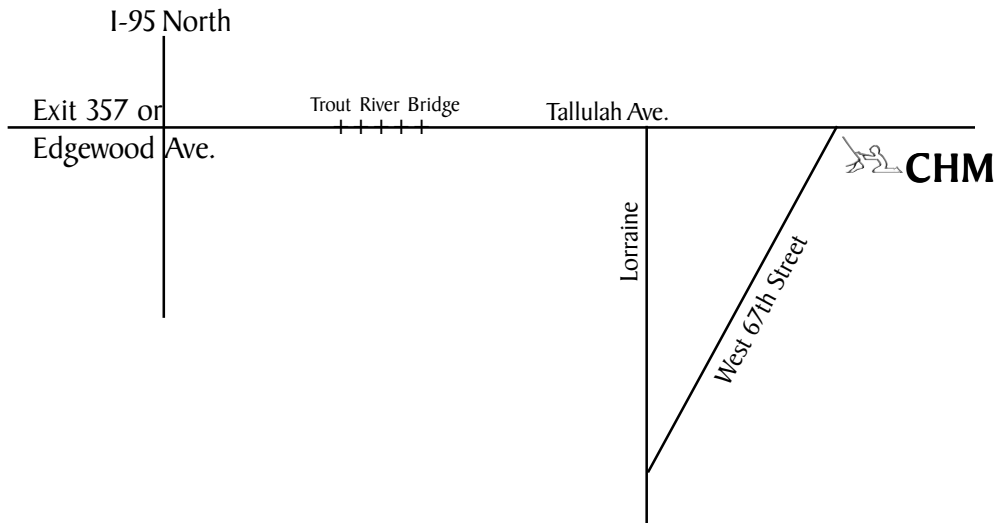 I-95 North
Exit 357 or
Edgewood Ave.
Trout River Bridge
Tallulah Ave.
CHM
Lorraine
West 67th Street